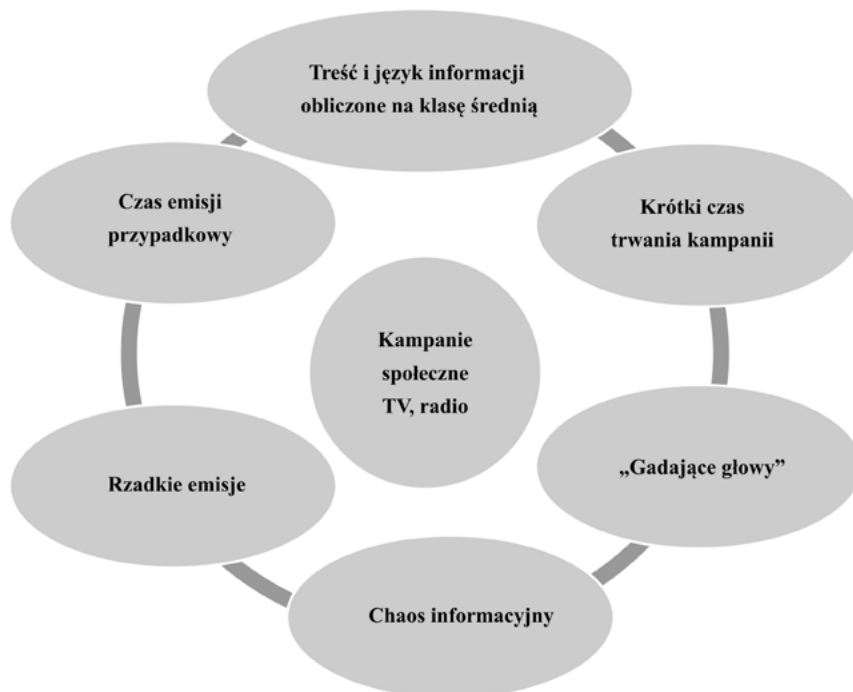 Treść i język informacji
obliczone na klasę średnią
Czas emisji
przypadkowy
Krótki czas
trwania kampanii
Kampanie
społeczne
TV, radio
Rzadkie emisje
„Gadające głowy”
Chaos informacyjny